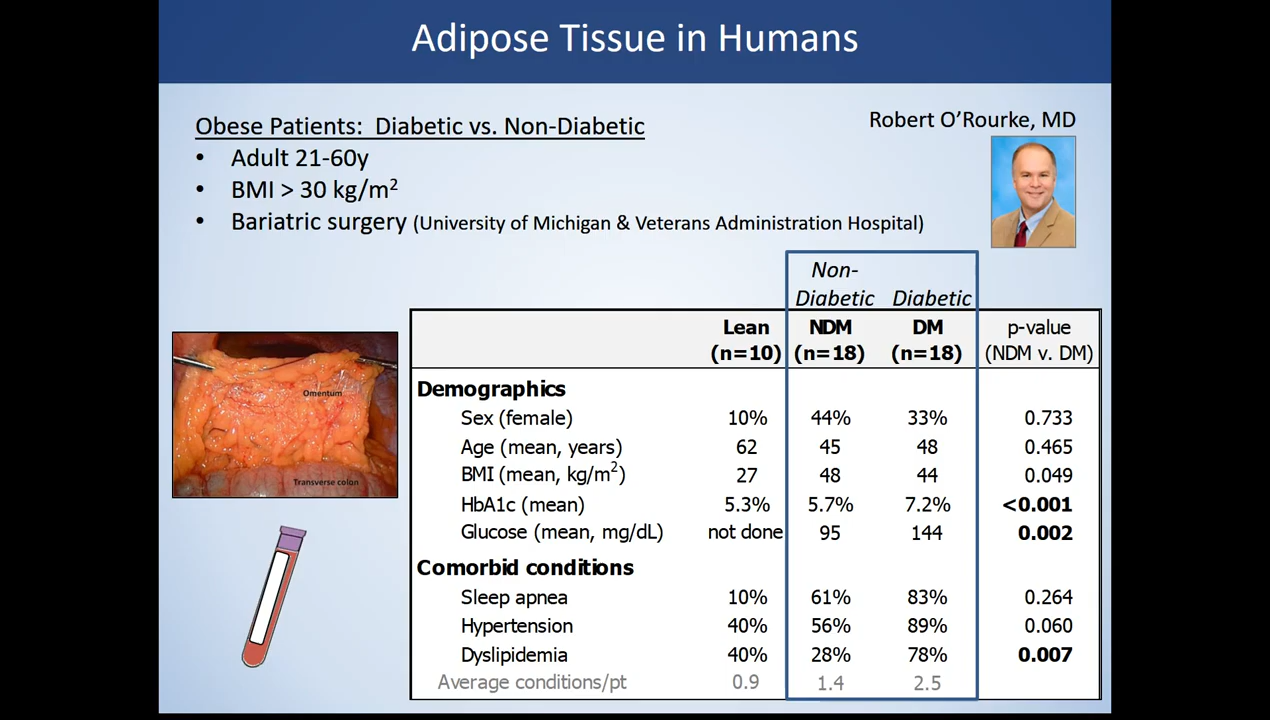 Adipose Tissue in Humans
Obese Patients: Diabetic vs. Non-Diabetic
Robert O'Rourke, MD
• Adult 21-60y
• BMI > 30 kg/m²
• Bariatric surgery (University of Michigan & Veterans Administration Hospital)
Omentum
Transverse colon
Non-
Diabetic Diabetic
Lean NDM DM p-value
(n=10) (n=18) (n=18) (NDM v. DM)
Demographics
Sex (female) 10% 44% 33% 0.733
Age (mean, years) 62 45 48 0.465
BMI (mean, kg/m²) 27 48 44 0.049
HbA1c (mean) 5.3% 5.7% 7.2% <0.001
Glucose (mean, mg/dL) not done 95 144 0.002
Comorbid conditions
Sleep apnea 10% 61% 83% 0.264
Hypertension 40% 56% 89% 0.060
Dyslipidemia 40% 28% 78% 0.007
Average conditions/pt 0.9 1.4 2.5